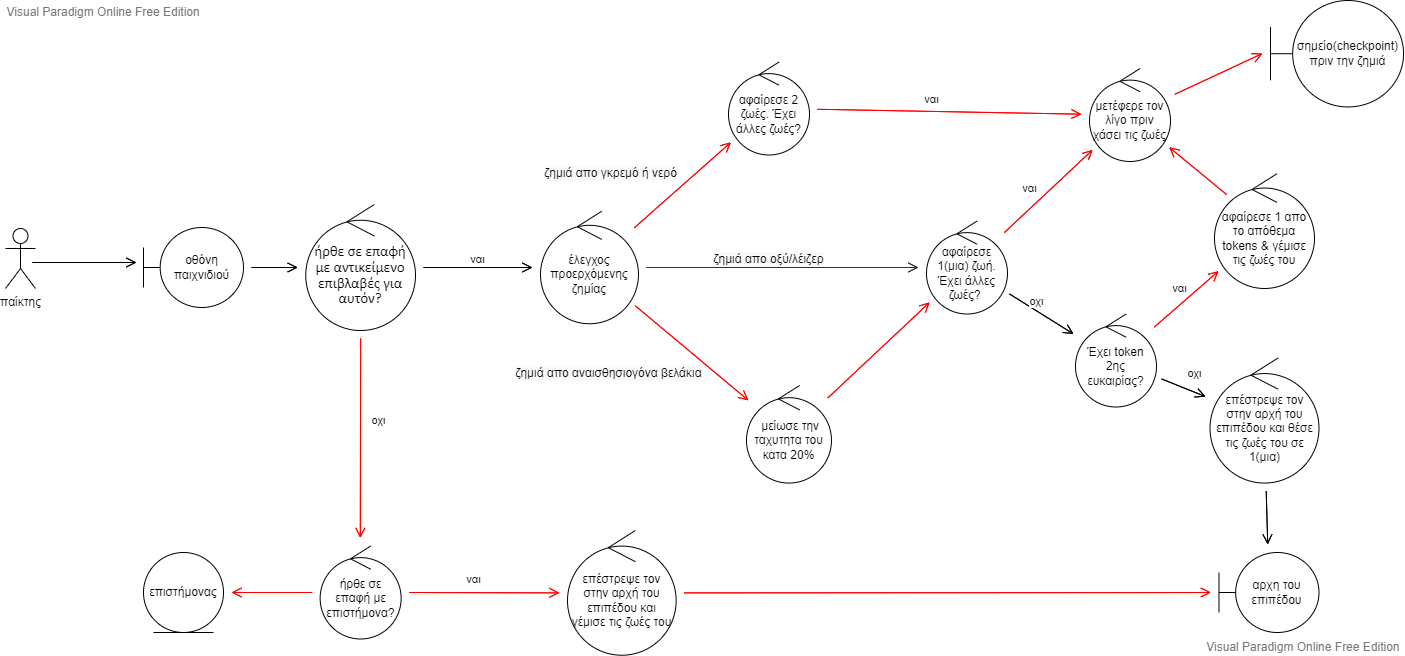 Visual Paradigm Online Free Edition
σημείο(checkpoint)
πριν την ζημιά
αφαίρεσε 2
ζωές. Έχει
άλλες ζωές?
ναι
μετέφερε τον
λίγο πριν
χάσει τις ζωές
ζημιά απο γκρεμό ή νερό
ναι
αφαίρεσε 1 απο
το απόθεμα
tokens & γέμισε
τις ζωές του
παίκτης
οθόνη
παιχνιδιού
ήρθε σε επαφή
με αντικείμενο
επιβλαβές για
αυτόν?
ναι
έλεγχος
προερχόμενης
ζημίας
ζημιά απο οξύ/λέιζερ
αφαίρεσε
1(μια) ζωή.
Έχει άλλες
ζωές?
οχι
ναι
Έχει token
2ης
ευκαιρίας?
οχι
ζημιά απο αναισθησιογόνα βελάκια
μείωσε την
ταχυτητα του
κατα 20%
επέστρεψε τον
στην αρχή του
επιπέδου και θέσε
τις ζωές του σε
1(μια)
οχι
επιστήμονας
ήρθε σε
επαφή με
επιστήμονα?
ναι
επέστρεψε τον
στην αρχή του
επιπέδου και
γέμισε τις ζωές του
αρχη του
επιπέδου
Visual Paradigm Online Free Edition